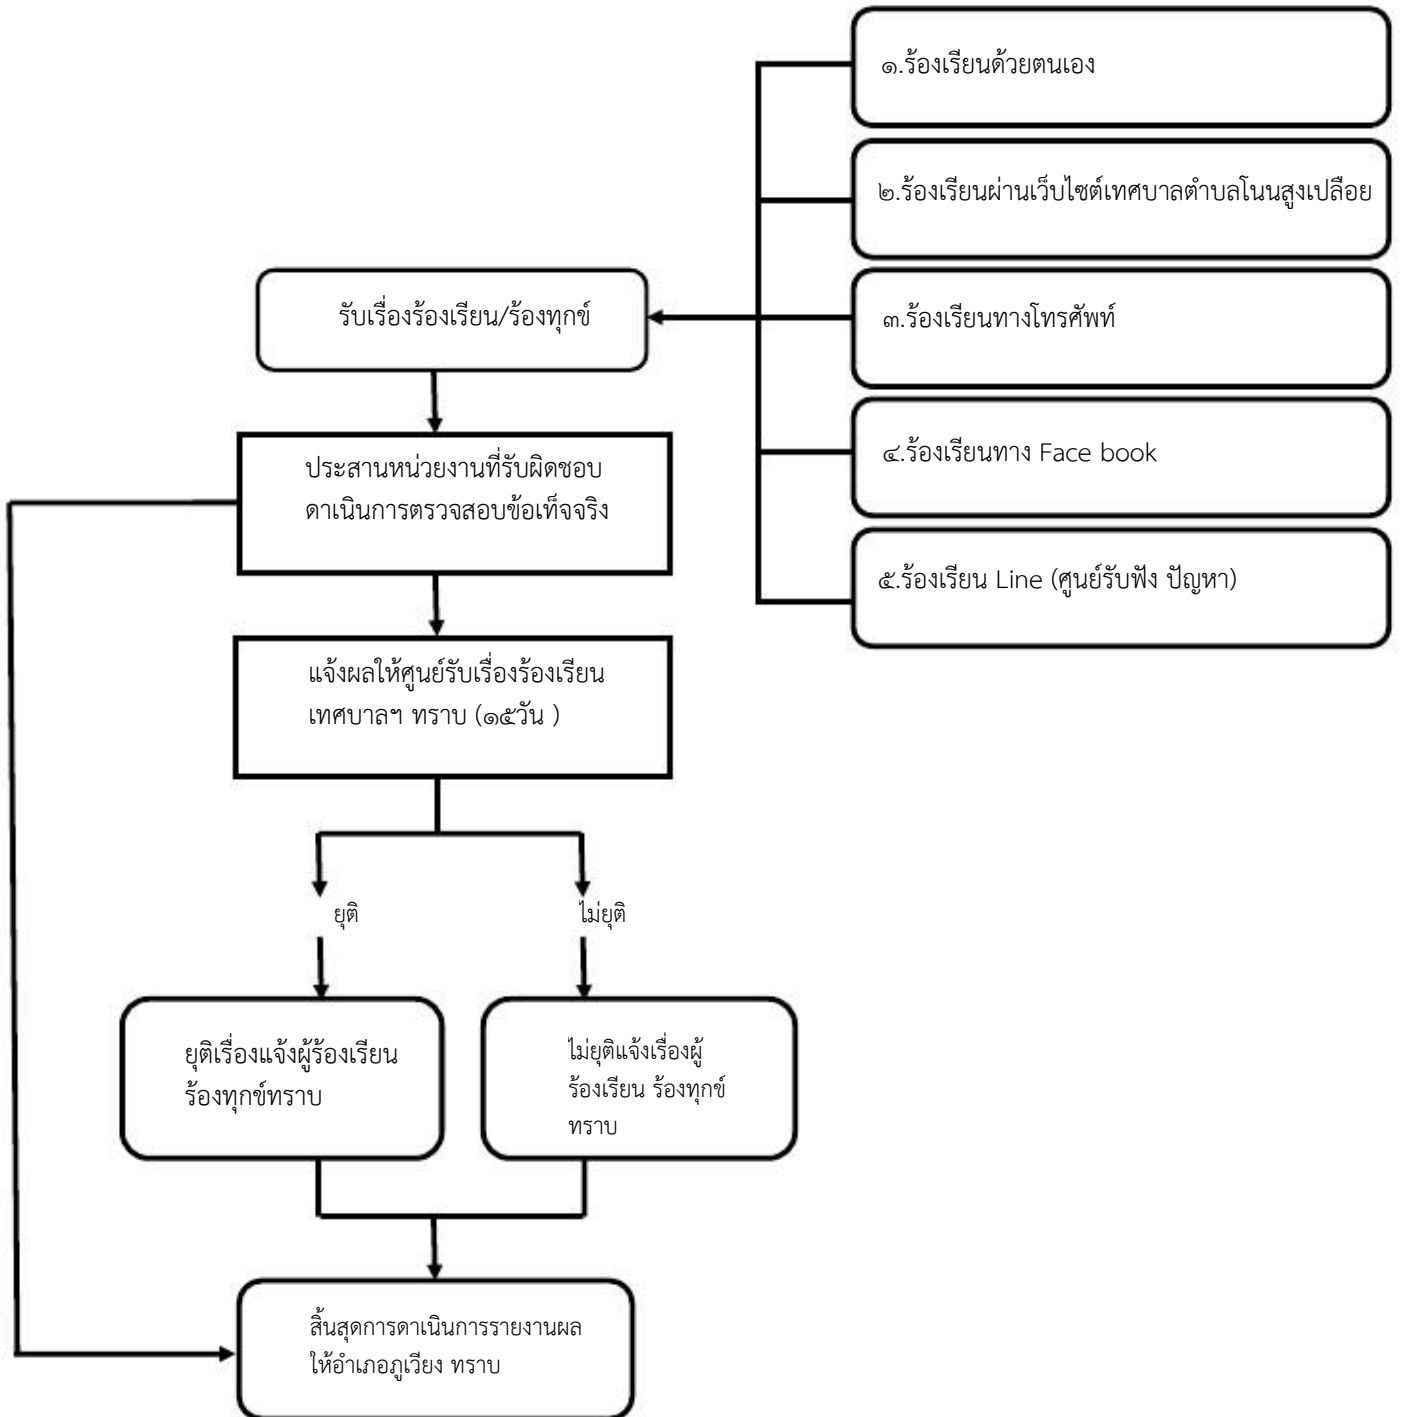 ๑.ร้องเรียนด้วยตนเอง
๒.ร้องเรียนผ่านเว็บไซต์เทศบาลตำบลโนนสูงเปลือย
รับเรื่องร้องเรียน/ร้องทุกข์
๓.ร้องเรียนทางโทรศัพท์
๔.ร้องเรียนทาง Face book
ประสานหน่วยงานที่รับผิดชอบ
ดาเนินการตรวจสอบข้อเท็จจริง
๕.ร้องเรียน Line (ศูนย์รับฟัง ปัญหา)
แจ้งผลให้ศูนย์รับเรื่องร้องเรียน
เทศบาลฯ ทราบ (๑๕วัน )
ยุติ
ไม่ยุติ
ยุติเรื่องแจ้งผู้ร้องเรียน
ร้องทุกข์ทราบ
ไม่ยุติแจ้งเรื่องผู้
ร้องเรียน ร้องทุกข์
ทราบ
สิ้นสุดการดาเนินการรายงานผล
ให้อำเภอภูเวียง ทราบ